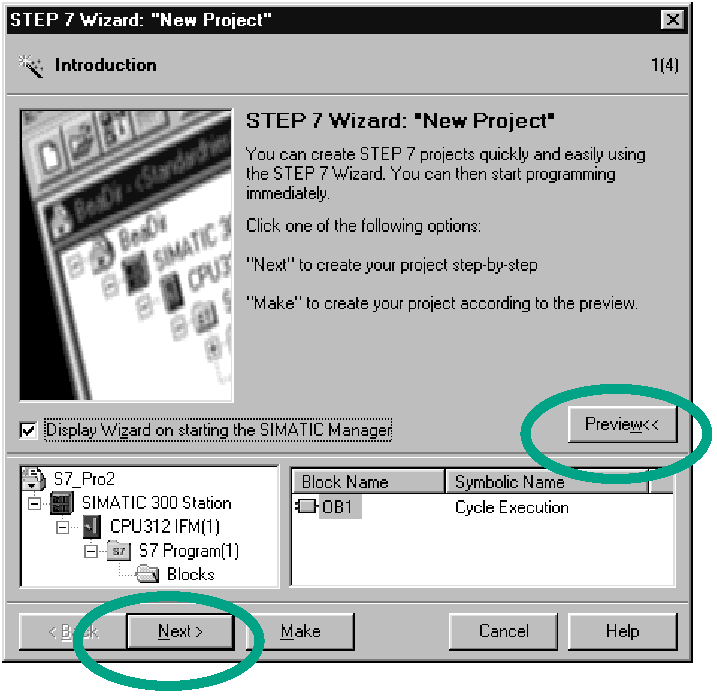 STEP 7 Wizard: "New Project"
Introduction
1(4)
STEP 7 Wizard: "New Project"
You can create STEP 7 projects quickly and easily using
the STEP 7 Wizard. You can then start programming
immediately.
Click one of the following options:
"Next" to create your project step-by-step
"Make" to create your project according to the preview.
BeaDir
SIMATIC 3
CPU3
Display Wizard on starting the SIMATIC Manager
Preview<<
S7_Pro2
SIMATIC 300 Station
CPU312 IFM(1)
S7 Program(1)
Blocks
Block Name
Symbolic Name
OB1
Cycle Execution
< Back
Next >
Make
Cancel
Help